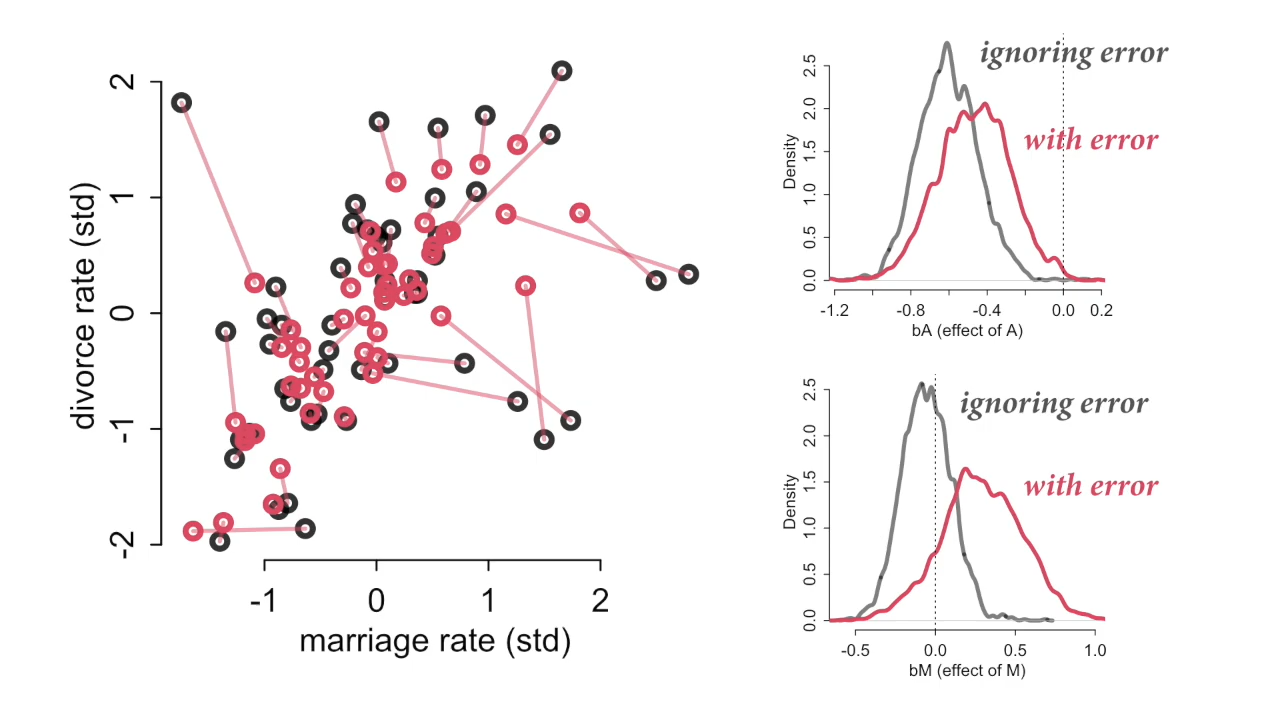 divorce rate (std)
2
1
0
-1
-2
-1 0 1 2
marriage rate (std)
ignoring error
with error
Density
2.5
2.0
1.5
1.0
0.5
0.0
-1.2 -0.8 -0.4 0.0 0.2
bA (effect of A)
ignoring error
with error
Density
2.5
2.0
1.5
1.0
0.5
0.0
-0.5 0.0 0.5 1.0
bM (effect of M)